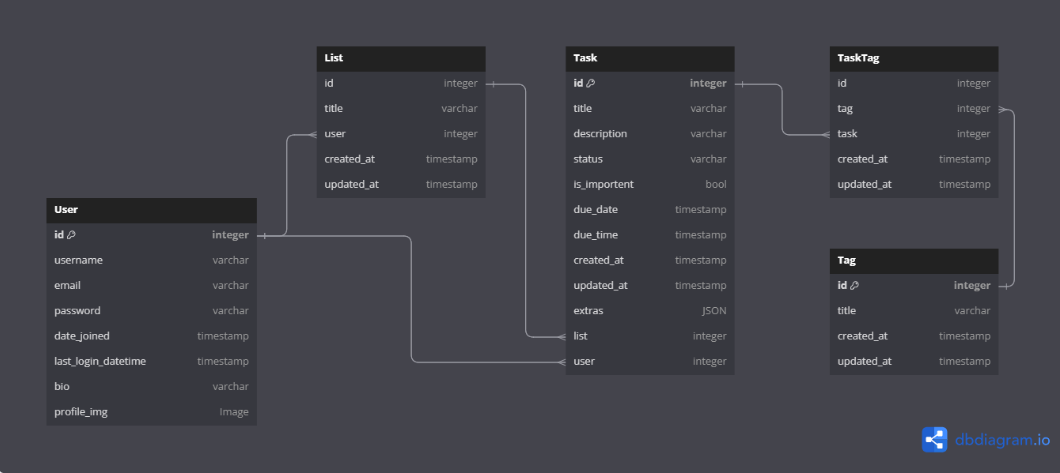 List
id integer
title varchar
user integer
created_at timestamp
updated_at timestamp
Task
id integer
title varchar
description varchar
status varchar
is_importent bool
due_date timestamp
due_time timestamp
created_at timestamp
updated_at timestamp
extras JSON
list integer
user integer
TaskTag
id integer
tag integer
task integer
created_at timestamp
updated_at timestamp
User
id integer
username varchar
email varchar
password varchar
date_joined timestamp
last_login_datetime timestamp
bio varchar
profile_img Image
Tag
id integer
title varchar
created_at timestamp
updated_at timestamp
dbdiagram.io